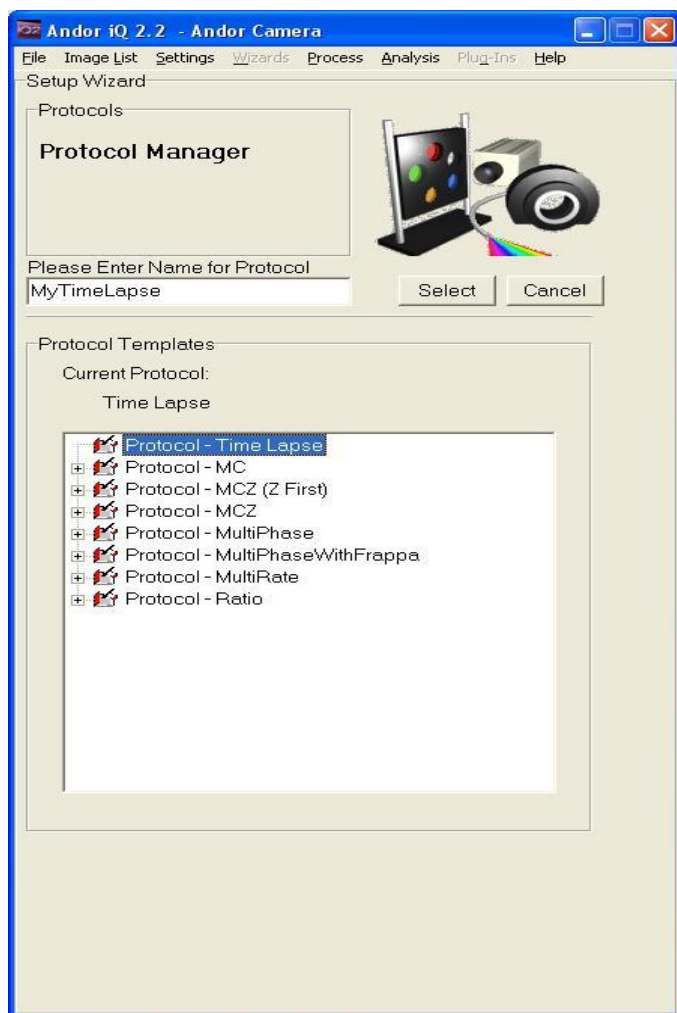 Andor iQ 2.2 - Andor Camera
File Image List Settings Wizards Process Analysis Plug-Ins Help
Setup Wizard
Protocols
Protocol Manager
Please Enter Name for Protocol
MyTimeLapse
Select Cancel
Protocol Templates
Current Protocol:
Time Lapse
Protocol - Time Lapse
Protocol - MC
Protocol - MCZ (Z First)
Protocol - MCZ
Protocol - MultiPhase
Protocol - MultiPhaseWithFrappa
Protocol - MultiRate
Protocol - Ratio